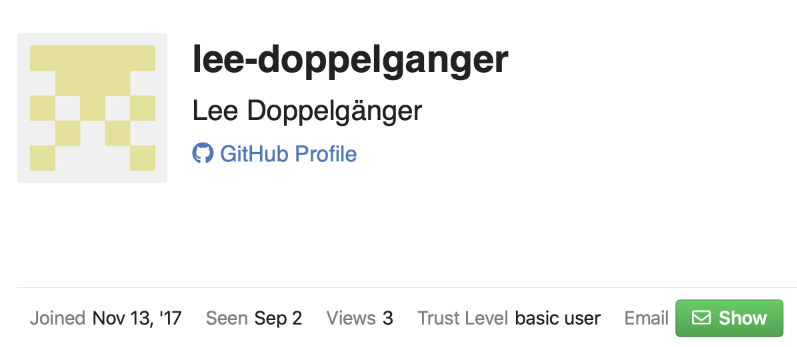 lee-doppelganger
Lee Doppelgänger
GitHub Profile
Joined Nov 13, '17 Seen Sep 2 Views 3 Trust Level basic user Email Show